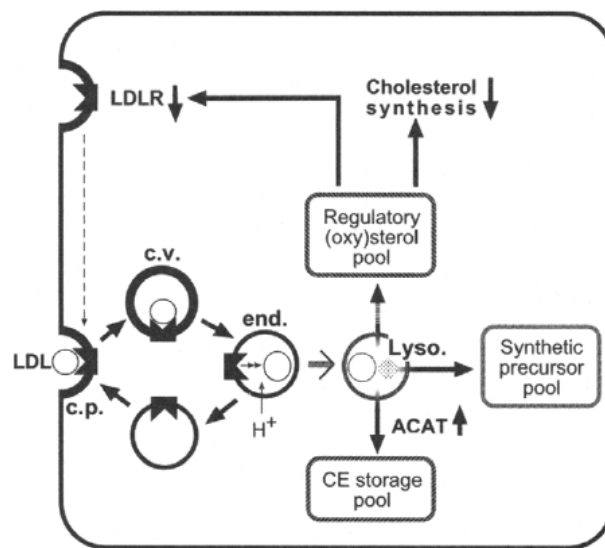 LDLR
Cholesterol
synthesis
Regulatory
(oxy)sterol
pool
c.v.
end.
LDL
c.p.
H+
Lyso.
Synthetic
precursor
pool
ACAT
CE storage
pool